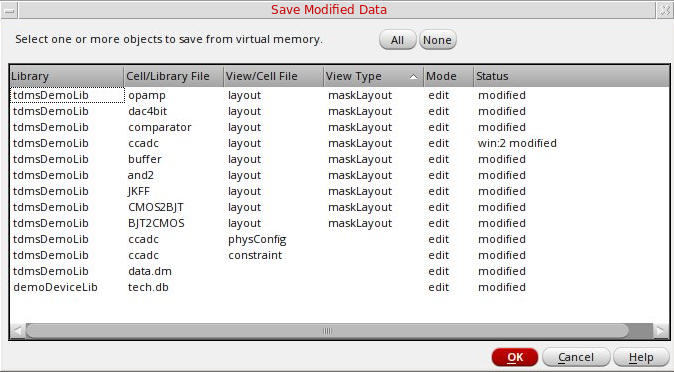 Save Modified Data
Select one or more objects to save from virtual memory. All None
Library Cell/Library File View/Cell File View Type Mode Status
tdmsDemoLib opamp layout maskLayout edit modified
tdmsDemoLib dac4bit layout maskLayout edit modified
tdmsDemoLib comparator layout maskLayout edit modified
tdmsDemoLib ccadc layout maskLayout edit win:2 modified
tdmsDemoLib buffer layout maskLayout edit modified
tdmsDemoLib and2 layout maskLayout edit modified
tdmsDemoLib JKFF layout maskLayout edit modified
tdmsDemoLib CMOS2BJT layout maskLayout edit modified
tdmsDemoLib BJT2CMOS layout maskLayout edit modified
tdmsDemoLib ccadc physConfig edit modified
tdmsDemoLib ccadc constraint edit modified
tdmsDemoLib data.dm edit modified
demoDeviceLib tech.db edit modified
OK Cancel Help